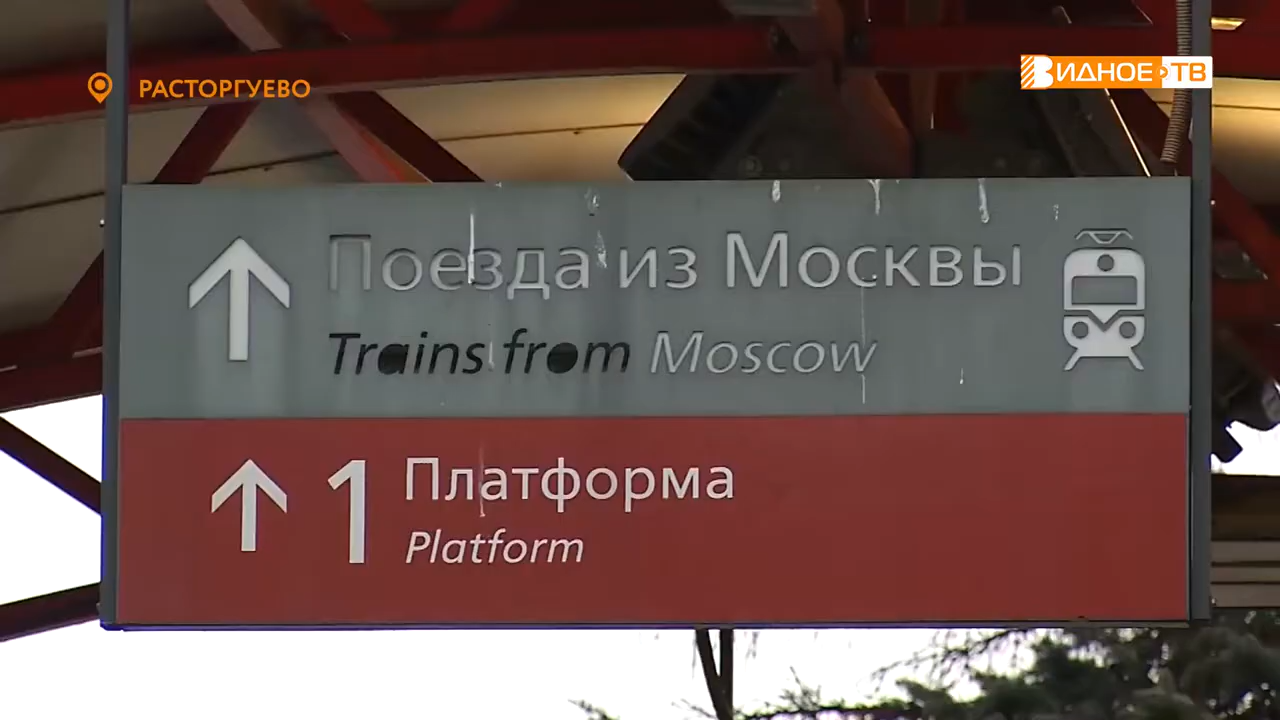 РАСТОРГУЕВО
ВИДНОЕ ТВ
Поезда из Москвы
Trains from Moscow
1 Платформа
Platform